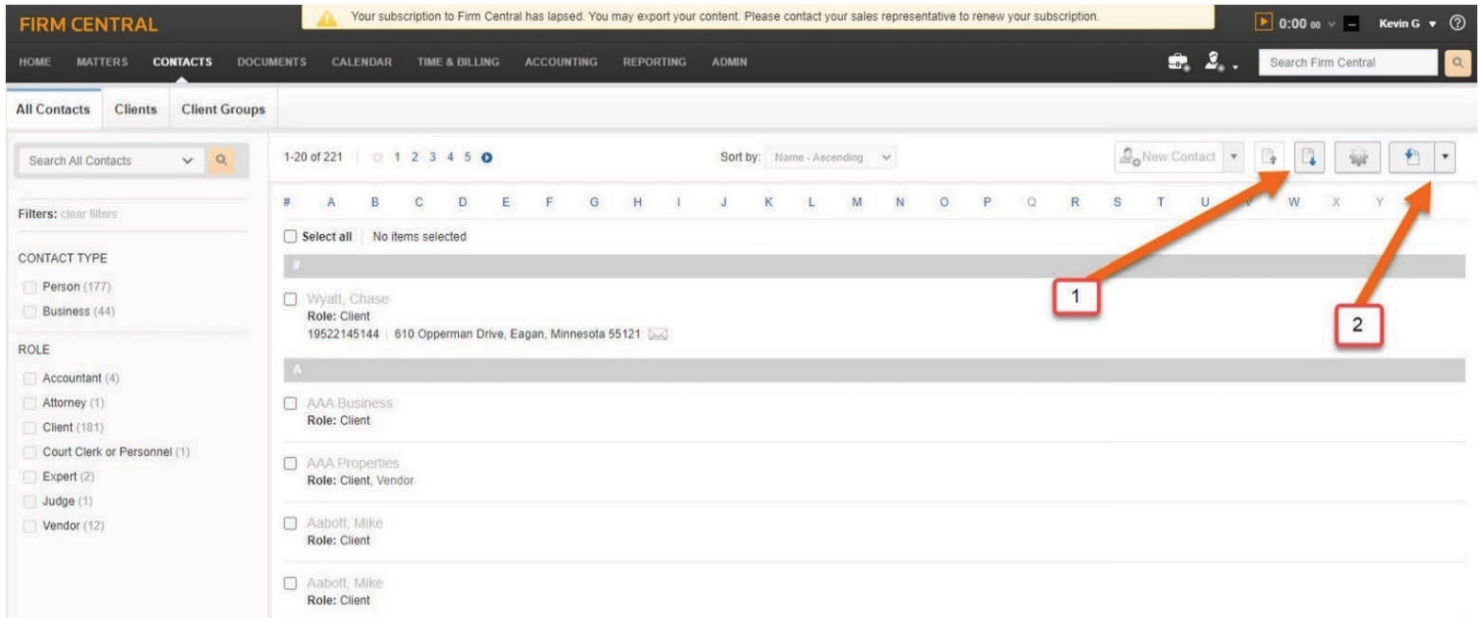 FIRM CENTRAL
Your subscription to Firm Central has lapsed. You may export your content. Please contact your sales representative to renew your subscription.
0:00 00
Kevin G
HOME MATTERS CONTACTS DOCUMENTS CALENDAR TIME & BILLING ACCOUNTING REPORTING ADMIN
Search Firm Central
All Contacts Clients Client Groups
Search All Contacts
1-20 of 221 1 2 3 4 5
Sort by: Name - Ascending
New Contact
Filters: clear filters
# A B C D E F G H I J K L M N O P Q R S T U V W X Y
Select all No items selected
CONTACT TYPE
Person (177)
Business (44)
ROLE
Accountant (4)
Attorney (1)
Client (181)
Court Clerk or Personnel (1)
Expert (2)
Judge (1)
Vendor (12)
#
Wyatt, Chase
Role: Client
19522145144 610 Opperman Drive, Eagan, Minnesota 55121
A
AAA Business
Role: Client
AAA Properties
Role: Client, Vendor
Aabott, Mike
Role: Client
Aabott, Mike
Role: Client
1
2